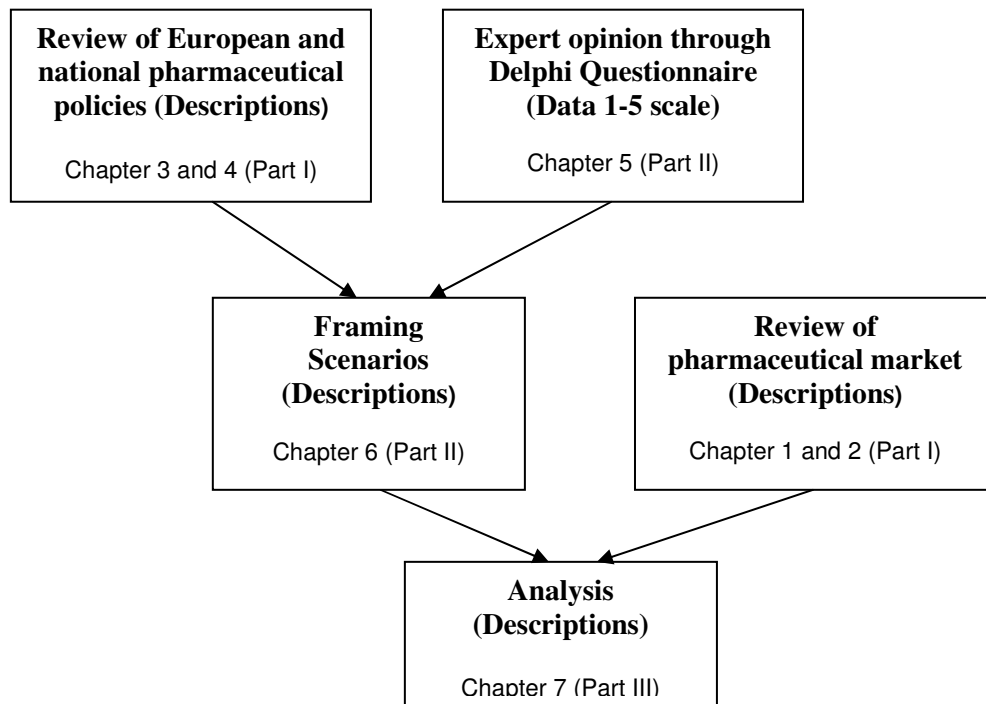 Review of European and
national pharmaceutical
policies (Descriptions)
Chapter 3 and 4 (Part I)
Expert opinion through
Delphi Questionnaire
(Data 1-5 scale)
Chapter 5 (Part II)
Framing
Scenarios
(Descriptions)
Chapter 6 (Part II)
Review of
pharmaceutical market
(Descriptions)
Chapter 1 and 2 (Part I)
Analysis
(Descriptions)
Chapter 7 (Part III)